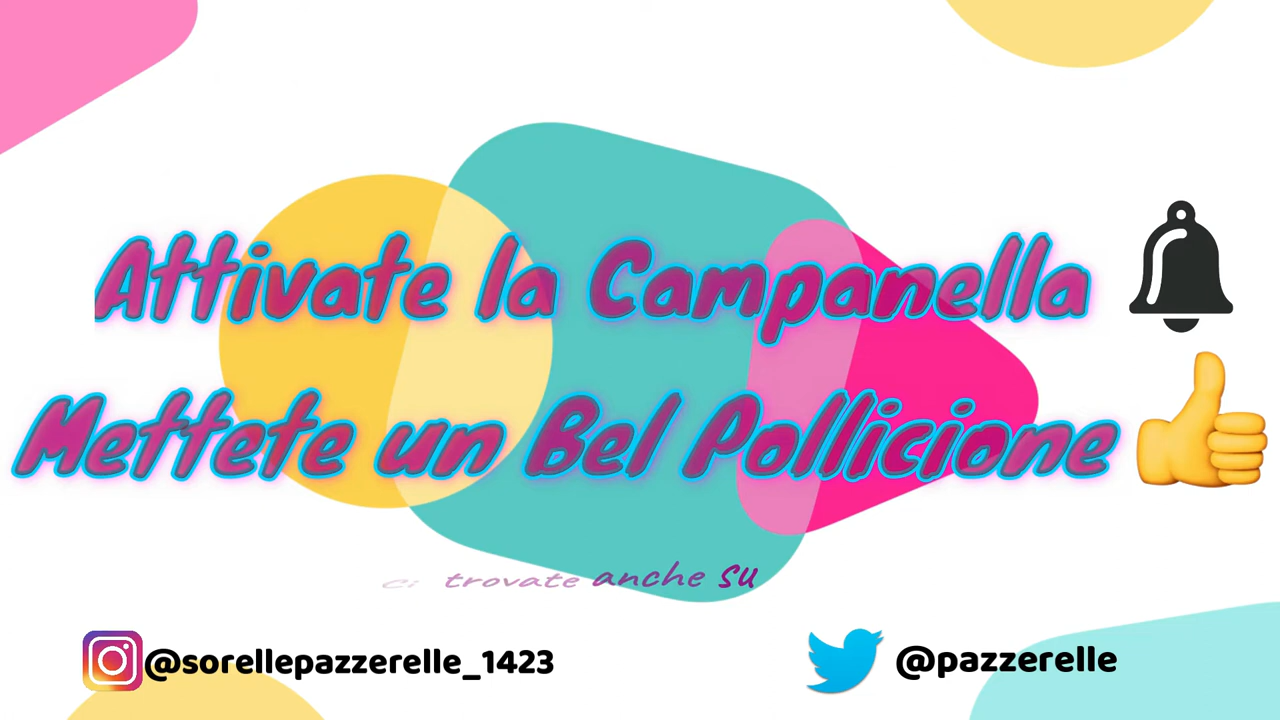 Attivate la Campanella
Mettete un Bel Pollicione
ci trovate anche su
@sorellepazzerelle_1423
@pazzerelle